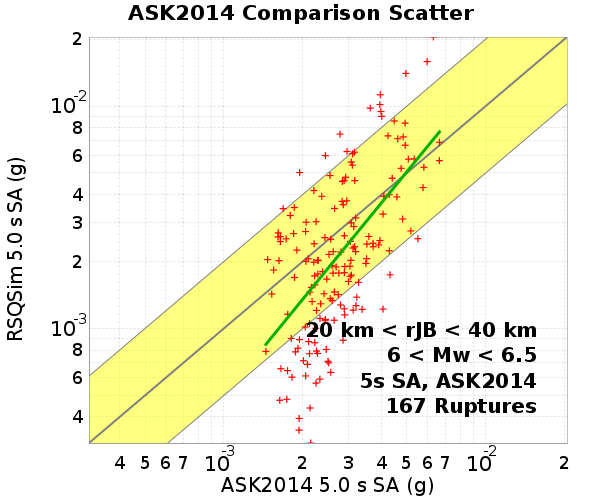 ASK2014 Comparison Scatter
RSQSim 5.0 s SA (g)
2
10⁻²
8
6
4
3
2
10⁻³
8
6
4
20 km < rJB < 40 km
6 < Mw < 6.5
5s SA, ASK2014
167 Ruptures
4 5 6 7 10⁻³ 2 3 4 5 6 7 10⁻² 2
ASK2014 5.0 s SA (g)